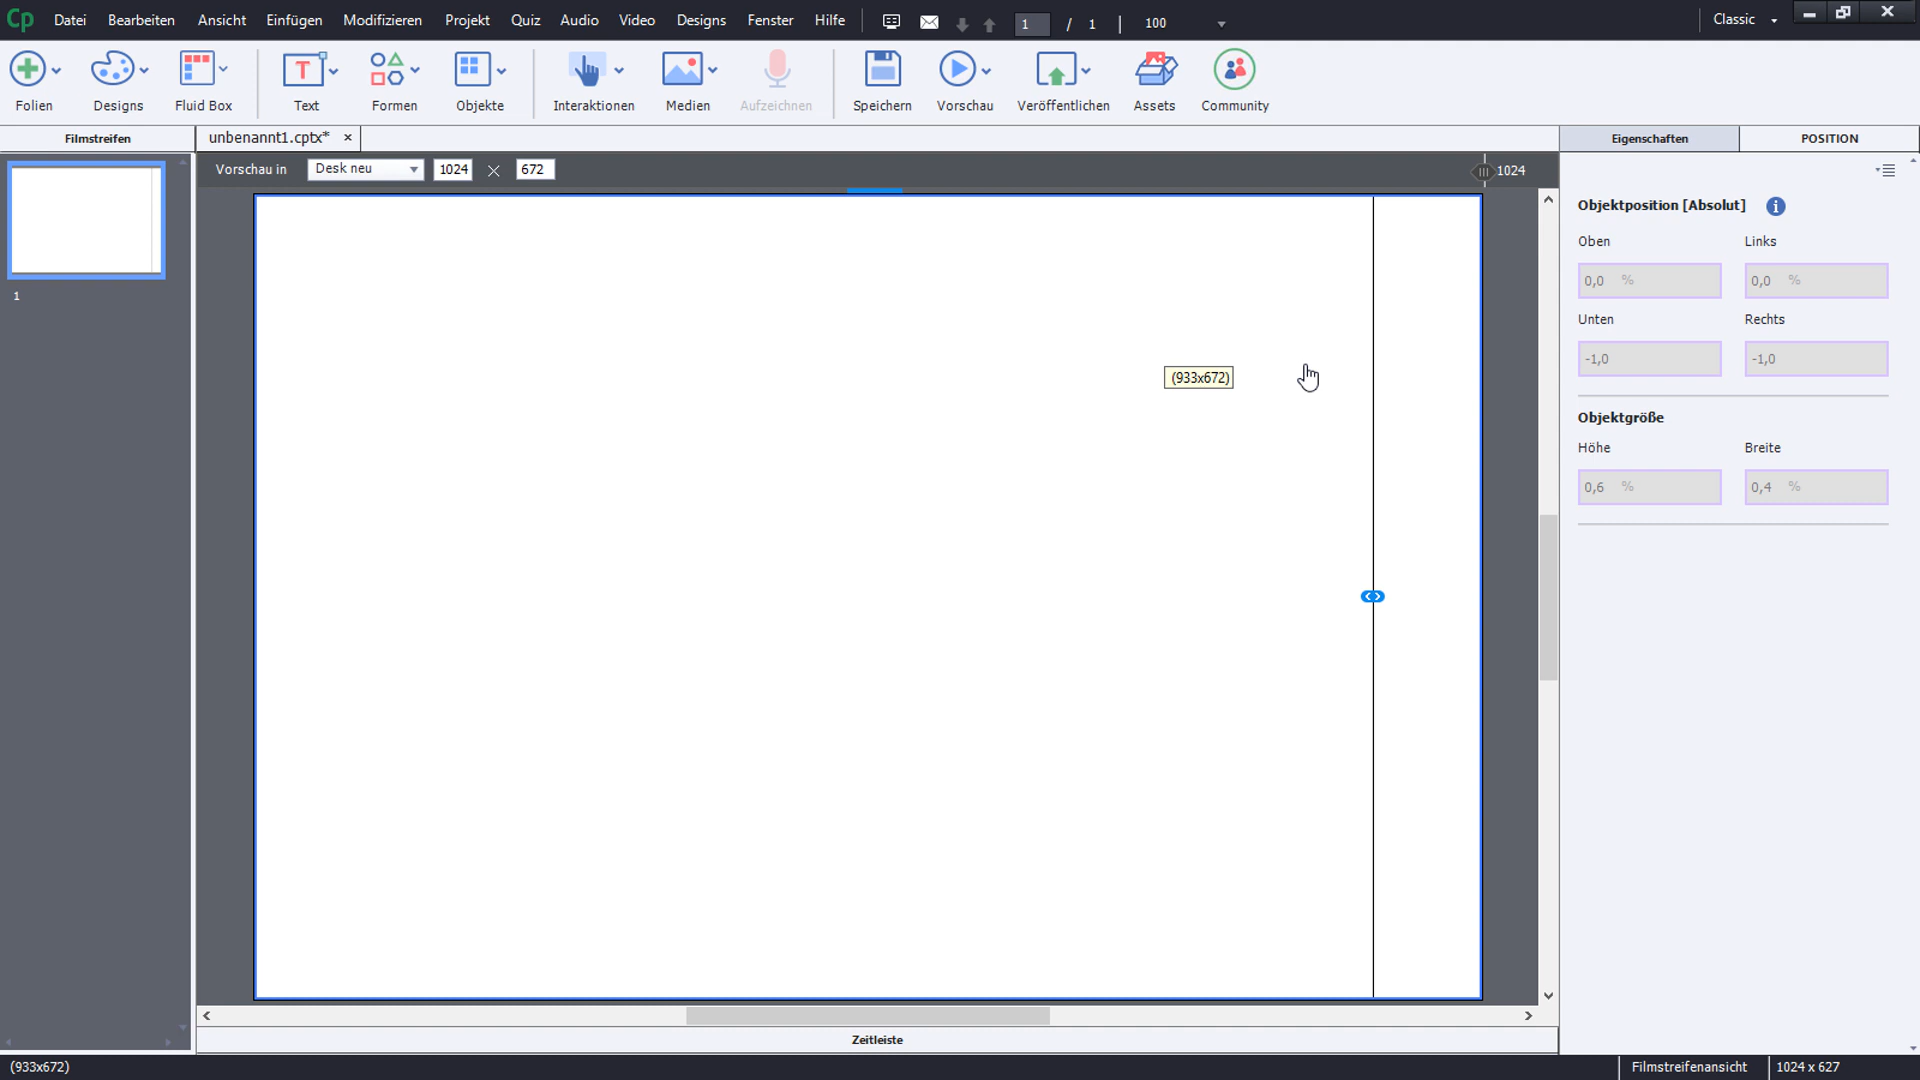 Cp Datei Bearbeiten Ansicht Einfügen Modifizieren Projekt Quiz Audio Video Designs Fenster Hilfe 1 / 1 | 100 Classic
Folien Designs Fluid Box Text Formen Objekte Interaktionen Medien Aufzeichnen Speichern Vorschau Veröffentlichen Assets Community
Filmstreifen unbenannt1.cptx* × Eigenschaften POSITION
Vorschau in Desk neu 1024 × 672 1024
1
(933x672)
Objektposition [Absolut] i
Oben Links
0,0 % 0,0 %
Unten Rechts
-1,0 -1,0
Objektgröße
Höhe Breite
0,6 % 0,4 %
Zeitleiste
(933x672) Filmstreifenansicht 1024 x 627